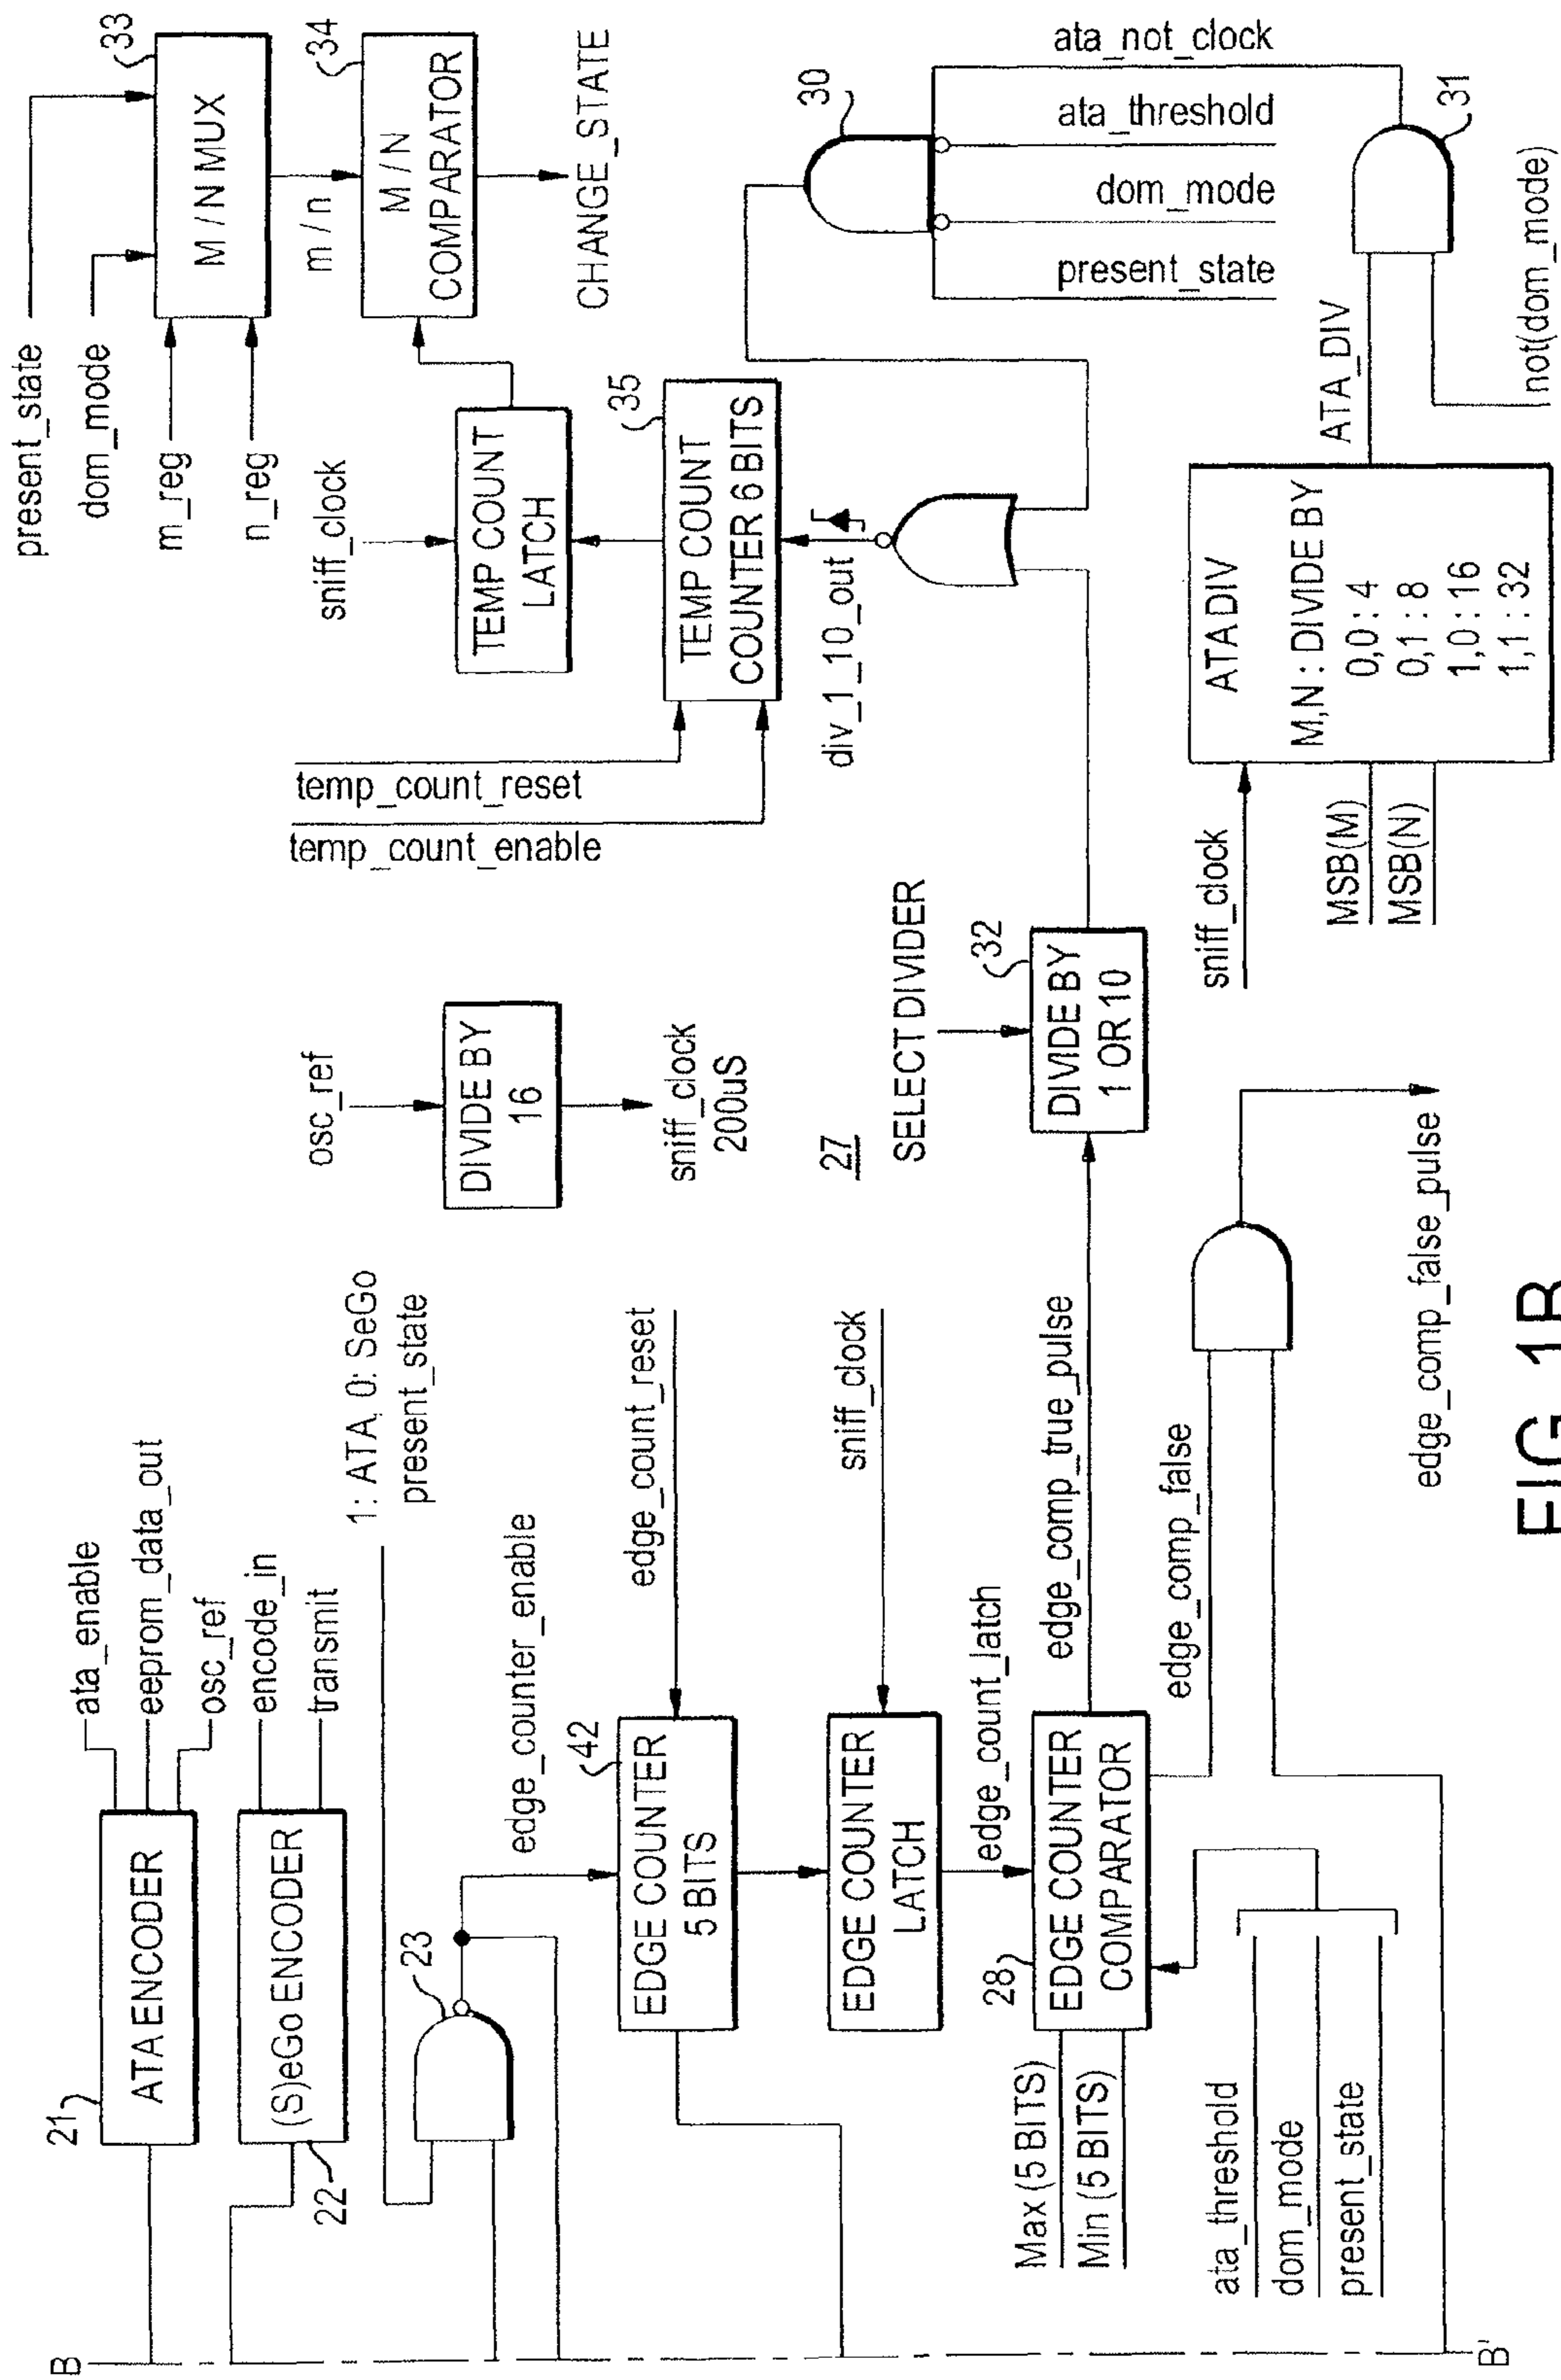 B
21
ATA ENCODER
ata_enable
eeprom_data_out
osc_ref
(S)eGo ENCODER
22
encode_in
transmit
1: ATA 0: SeGo
present_state
23
edge_counter_enable
EDGE COUNTER
5 BITS
42
edge_count_reset
EDGE COUNTER
LATCH
sniff_clock
edge_count_latch
28
EDGE COUNTER
COMPARATOR
Max (5 BITS)
Min (5 BITS)
edge_comp_true_pulse
edge_comp_false
ata_threshold
dom_mode
present_state
edge_comp_false_pulse
B'
osc_ref
DIVIDE BY
16
sniff_clock
200uS
27
SELECT DIVIDER
DIVIDE BY
1 OR 10
32
present_state
dom_mode
m_reg
n_reg
M / N MUX
33
m / n
M / N
COMPARATOR
34
CHANGE_STATE
sniff_clock
TEMP COUNT
LATCH
TEMP COUNT
COUNTER 6 BITS
35
temp_count_reset
temp_count_enable
div_1_10_out
30
ata_not_clock
ata_threshold
dom_mode
present_state
31
ATA_DIV
not(dom_mode)
sniff_clock
MSB(M)
MSB(N)
ATA DIV
M,N : DIVIDE BY
0,0 : 4
0,1 : 8
1,0 : 16
1,1 : 32
FIG. 1B